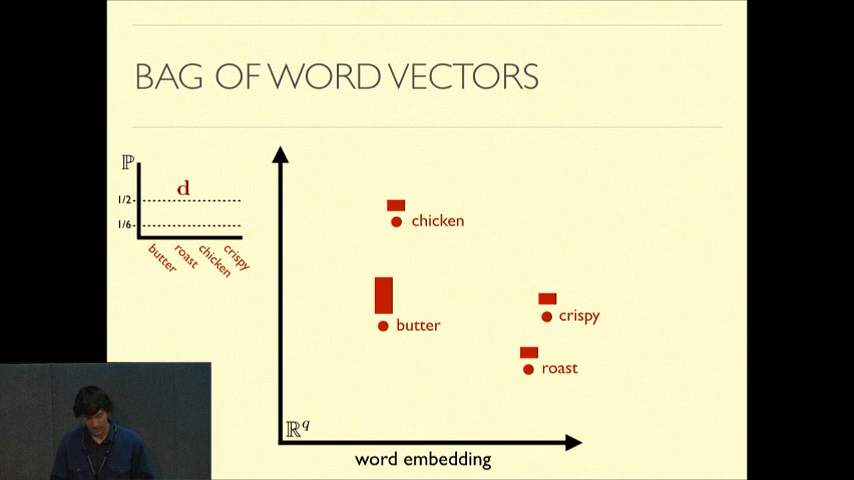 BAG OF WORD VECTORS
ℙ
d
1/2
1/6
butter
roast
chicken
crispy
chicken
butter
crispy
roast
ℝ^q
word embedding